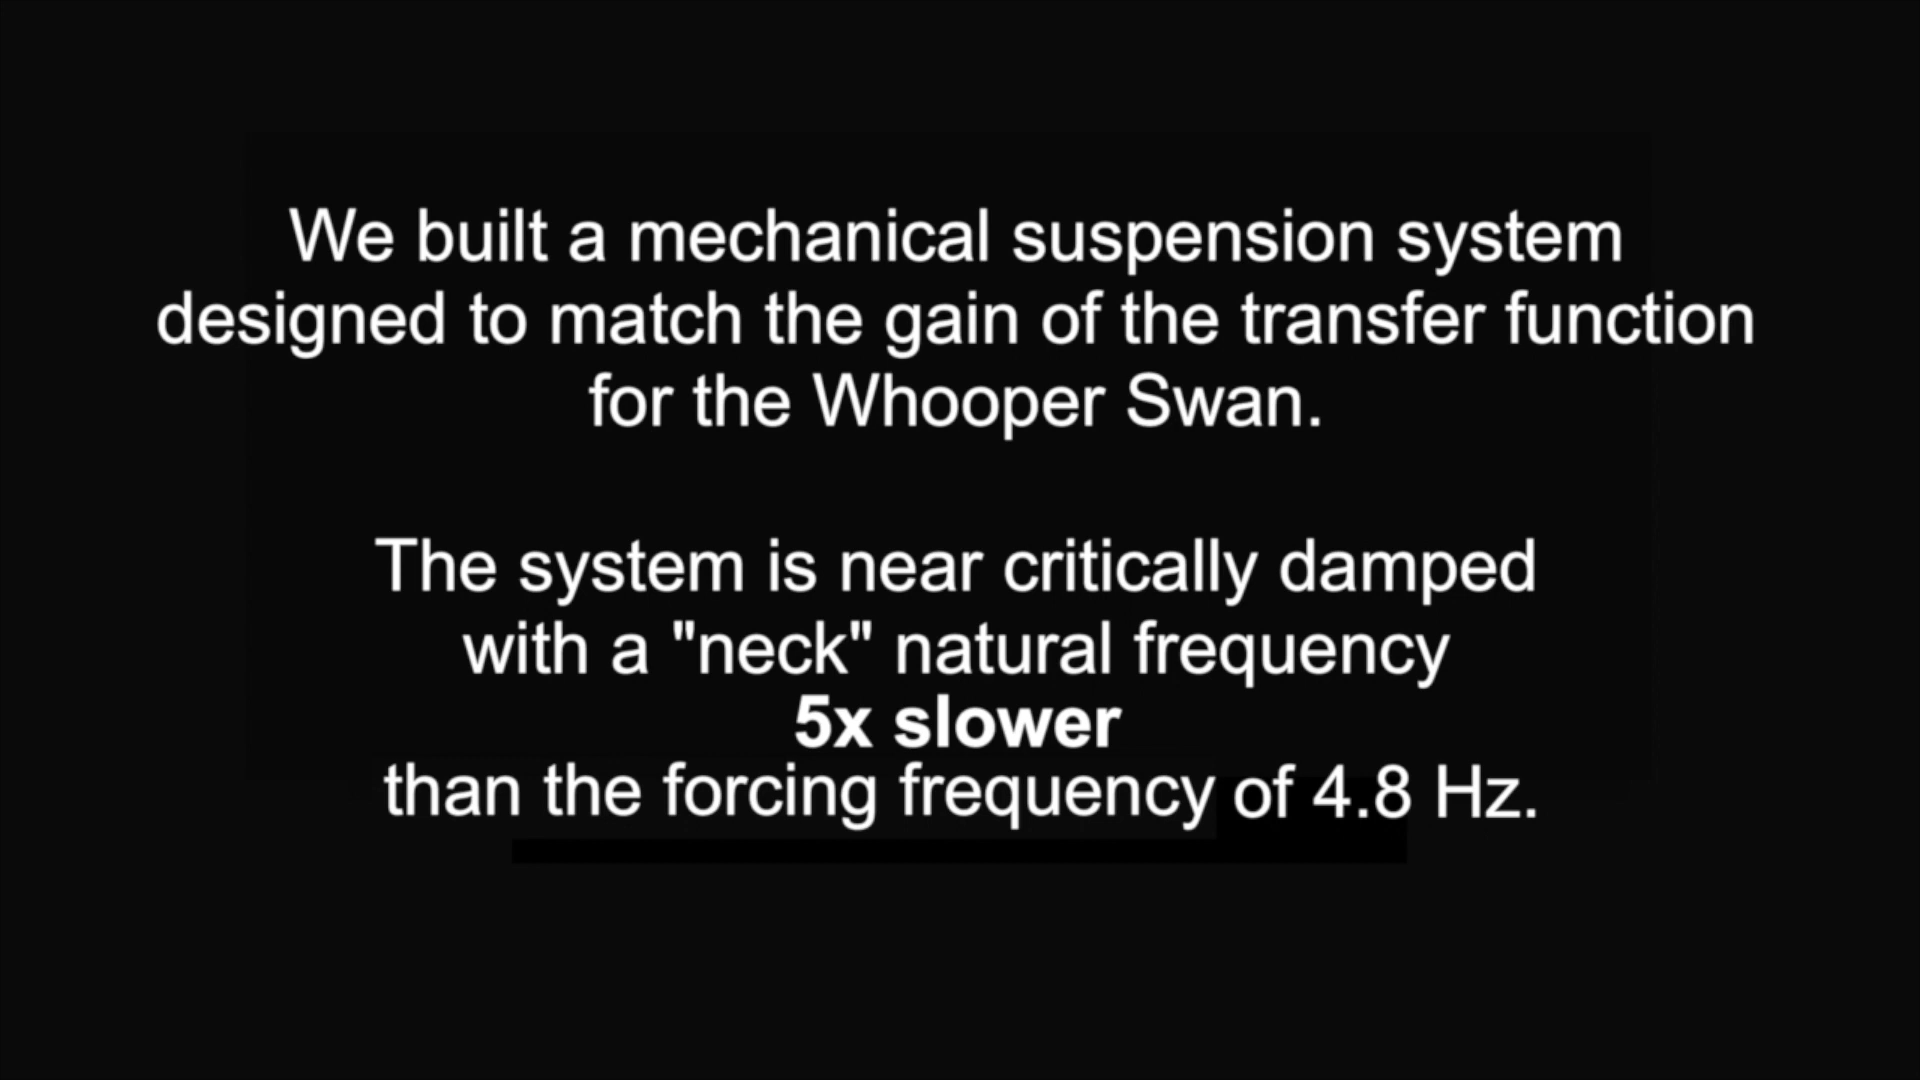 We built a mechanical suspension system
designed to match the gain of the transfer function
for the Whooper Swan.
The system is near critically damped
with a "neck" natural frequency
5x slower
than the forcing frequency of 4.8 Hz.